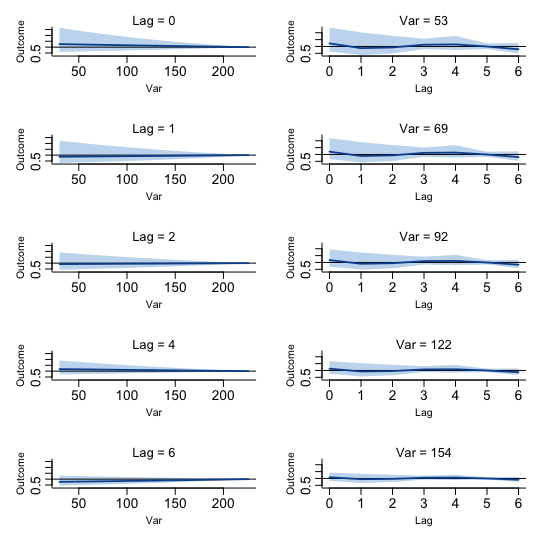 Lag = 0
Outcome
0.5
50 100 150 200
Var
Var = 53
Outcome
0.5
0 1 2 3 4 5 6
Lag
Lag = 1
Outcome
0.5
50 100 150 200
Var
Var = 69
Outcome
0.5
0 1 2 3 4 5 6
Lag
Lag = 2
Outcome
0.5
50 100 150 200
Var
Var = 92
Outcome
0.5
0 1 2 3 4 5 6
Lag
Lag = 4
Outcome
0.5
50 100 150 200
Var
Var = 122
Outcome
0.5
0 1 2 3 4 5 6
Lag
Lag = 6
Outcome
0.5
50 100 150 200
Var
Var = 154
Outcome
0.5
0 1 2 3 4 5 6
Lag